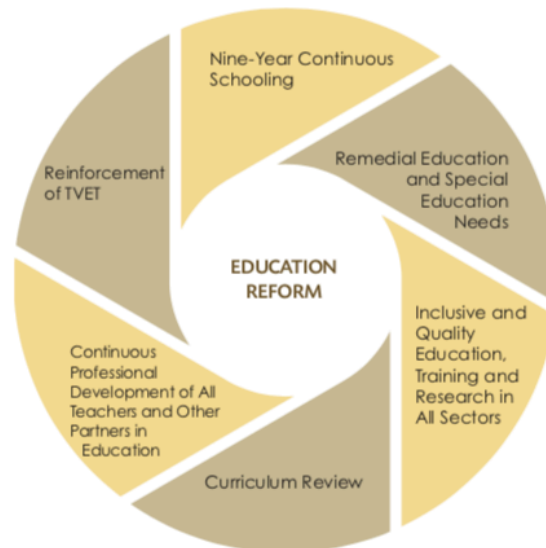 Nine-Year Continuous
Schooling
Remedial Education
and Special
Education
Needs
Inclusive and
Quality
Education,
Training and
Research in
All Sectors
Curriculum Review
Continuous
Professional
Development of All
Teachers and Other
Partners in
Education
Reinforcement
of TVET
EDUCATION
REFORM